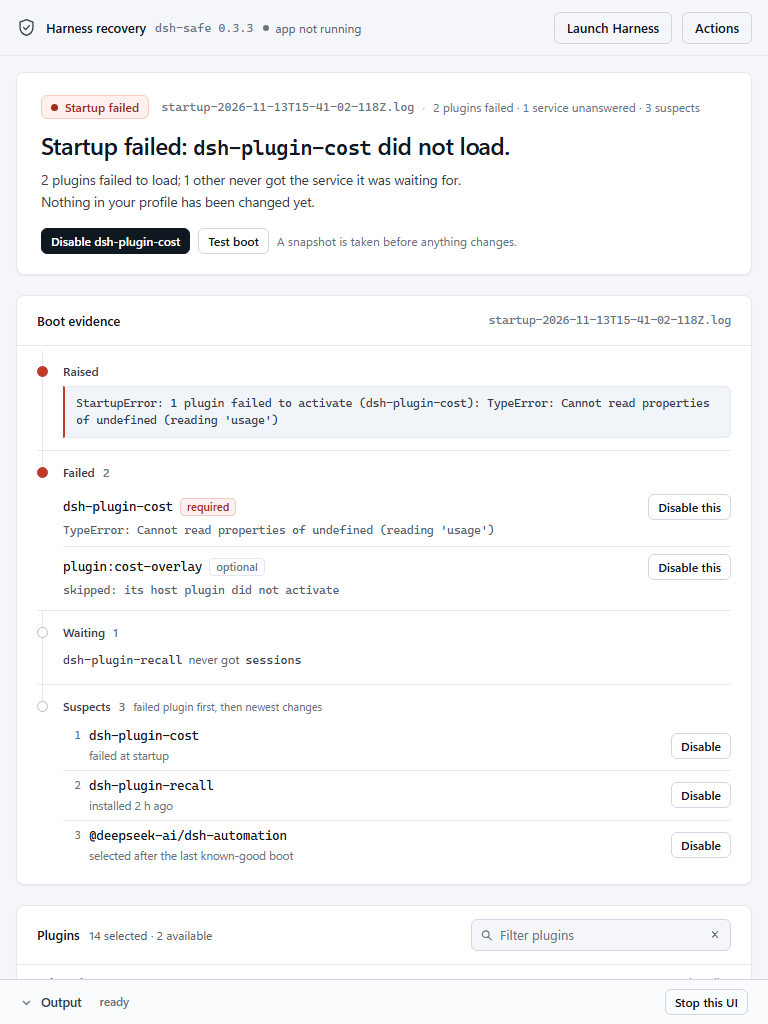 Harness recovery dsh-safe 0.3.3 app not running Launch Harness Actions
Startup failed startup-2026-11-13T15-41-02-118Z.log · 2 plugins failed · 1 service unanswered · 3 suspects
Startup failed: dsh-plugin-cost did not load.
2 plugins failed to load; 1 other never got the service it was waiting for.
Nothing in your profile has been changed yet.
Disable dsh-plugin-cost Test boot A snapshot is taken before anything changes.
Boot evidence startup-2026-11-13T15-41-02-118Z.log
Raised
StartupError: 1 plugin failed to activate (dsh-plugin-cost): TypeError: Cannot read properties
of undefined (reading 'usage')
Failed 2
dsh-plugin-cost required Disable this
TypeError: Cannot read properties of undefined (reading 'usage')
plugin:cost-overlay optional Disable this
skipped: its host plugin did not activate
Waiting 1
dsh-plugin-recall never got sessions
Suspects 3 failed plugin first, then newest changes
1 dsh-plugin-cost Disable
failed at startup
2 dsh-plugin-recall Disable
installed 2 h ago
3 @deepseek-ai/dsh-automation Disable
selected after the last known-good boot
Plugins 14 selected · 2 available Filter plugins ×
Output ready Stop this UI